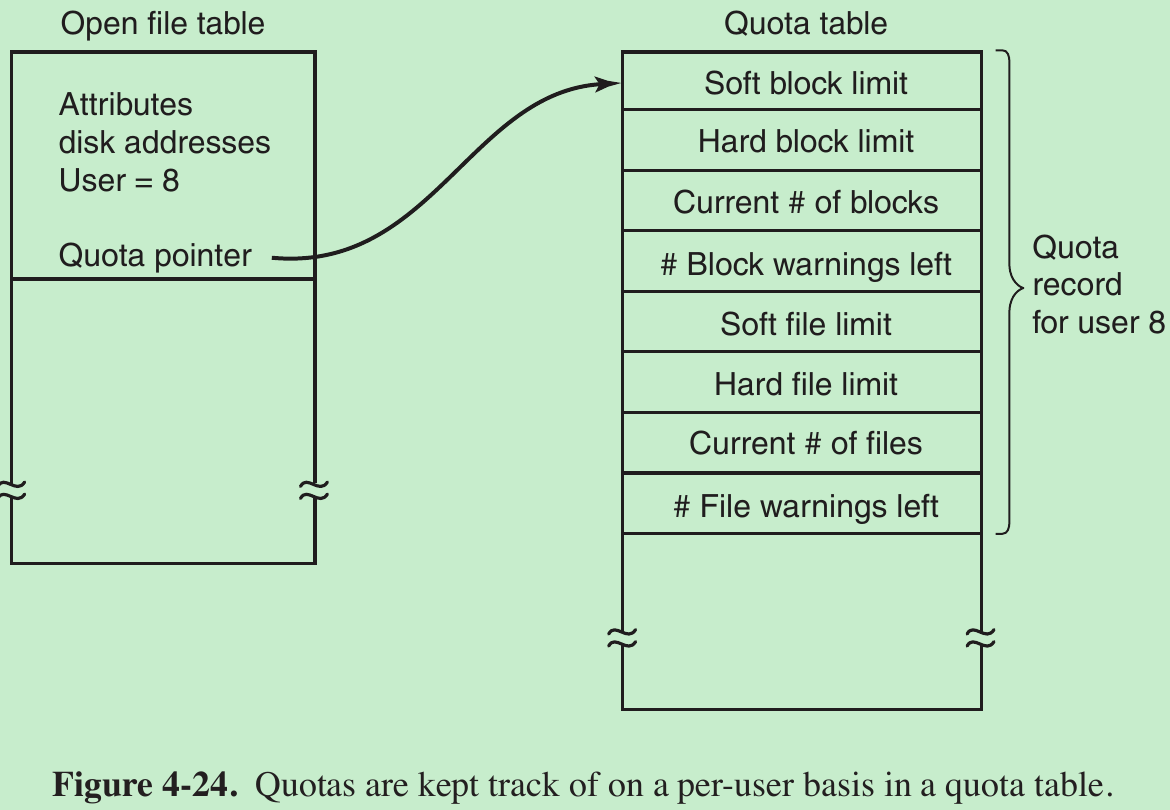 Open file table
Attributes
disk addresses
User = 8
Quota pointer
Quota table
Soft block limit
Hard block limit
Current # of blocks
# Block warnings left
Soft file limit
Hard file limit
Current # of files
# File warnings left
Quota
record
for user 8
Figure 4-24. Quotas are kept track of on a per-user basis in a quota table.